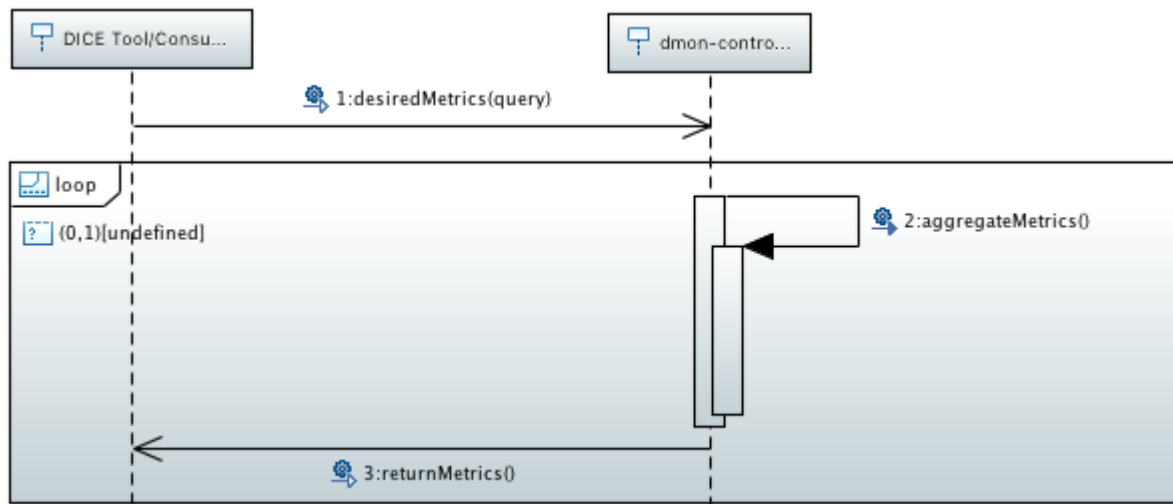 DICE Tool/Consu...
dmon-contro...
1:desiredMetrics(query)
loop
(0,1)[undefined]
2:aggregateMetrics()
3:returnMetrics()